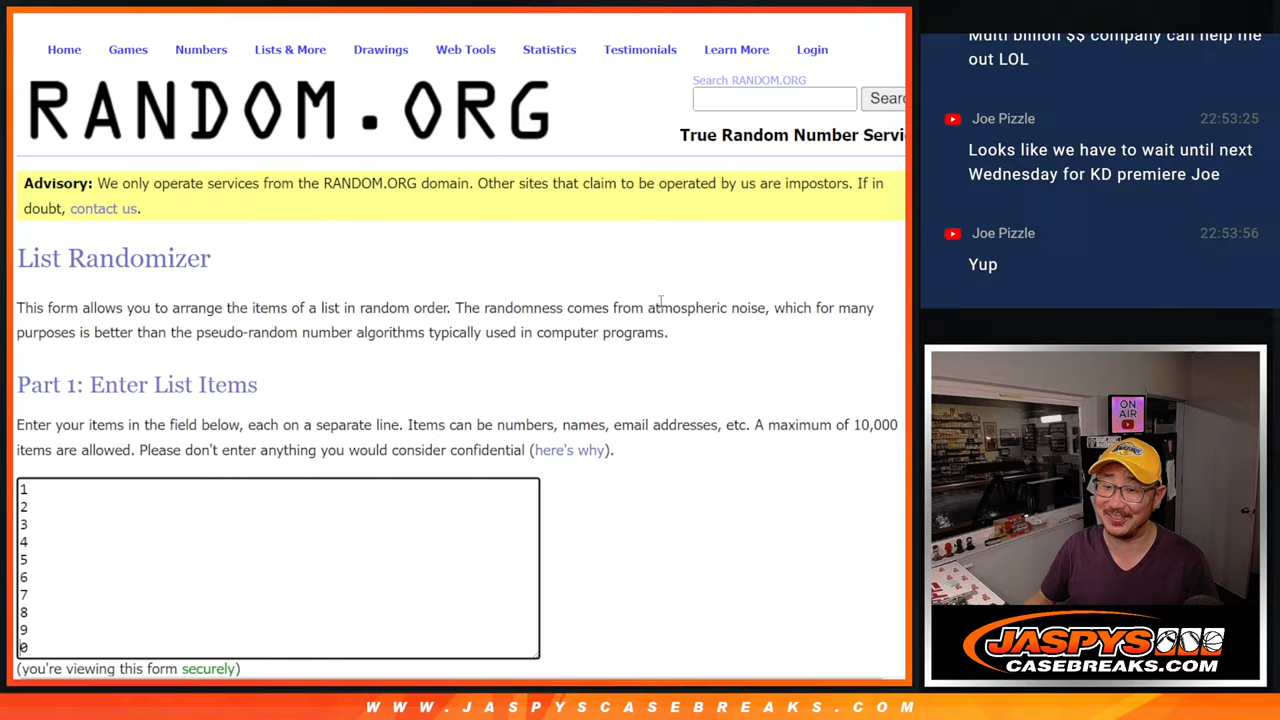 Home Games Numbers Lists & More Drawings Web Tools Statistics Testimonials Learn More Login
RANDOM.ORG
Search RANDOM.ORG
Searc
True Random Number Servi
Advisory: We only operate services from the RANDOM.ORG domain. Other sites that claim to be operated by us are impostors. If in
doubt, contact us.
List Randomizer
This form allows you to arrange the items of a list in random order. The randomness comes from atmospheric noise, which for many
purposes is better than the pseudo-random number algorithms typically used in computer programs.
Part 1: Enter List Items
Enter your items in the field below, each on a separate line. Items can be numbers, names, email addresses, etc. A maximum of 10,000
items are allowed. Please don't enter anything you would consider confidential (here's why).
1
2
3
4
5
6
7
8
9
0
(you're viewing this form securely)
Multi billion $$ company can help me
out LOL
Joe Pizzle 22:53:25
Looks like we have to wait until next
Wednesday for KD premiere Joe
Joe Pizzle 22:53:56
Yup
ON
AIR
JASPYS
CASEBREAKS.COM
WWW.JASPYSCASEBREAKS.COM